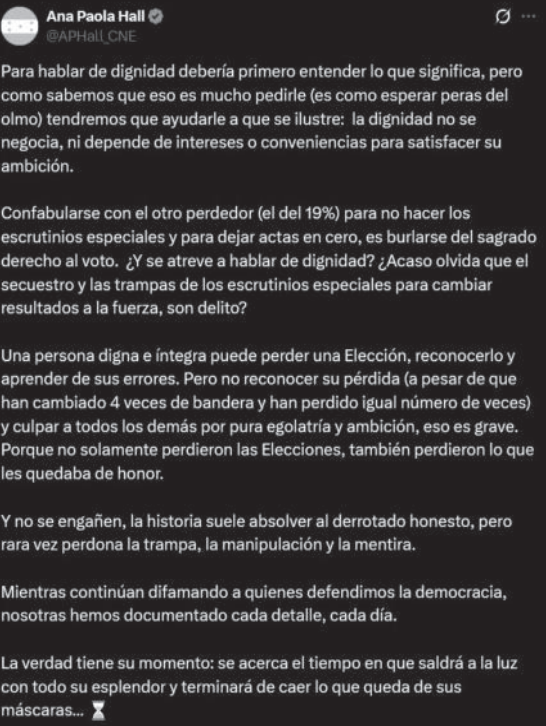 Ana Paola Hall
@APHall_CNE
Para hablar de dignidad debería primero entender lo que significa, pero
como sabemos que eso es mucho pedirle (es como esperar peras del
olmo) tendremos que ayudarle a que se ilustre: la dignidad no se
negocia, ni depende de intereses o conveniencias para satisfacer su
ambición.
Confabularse con el otro perdedor (el del 19%) para no hacer los
escrutinios especiales y para dejar actas en cero, es burlarse del sagrado
derecho al voto. ¿Y se atreve a hablar de dignidad? ¿Acaso olvida que el
secuestro y las trampas de los escrutinios especiales para cambiar
resultados a la fuerza, son delito?
Una persona digna e íntegra puede perder una Elección, reconocerlo y
aprender de sus errores. Pero no reconocer su pérdida (a pesar de que
han cambiado 4 veces de bandera y han perdido igual número de veces)
y culpar a todos los demás por pura egolatría y ambición, eso es grave.
Porque no solamente perdieron las Elecciones, también perdieron lo que
les quedaba de honor.
Y no se engañen, la historia suele absolver al derrotado honesto, pero
rara vez perdona la trampa, la manipulación y la mentira.
Mientras continúan difamando a quienes defendimos la democracia,
nosotras hemos documentado cada detalle, cada día.
La verdad tiene su momento: se acerca el tiempo en que saldrá a la luz
con todo su esplendor y terminará de caer lo que queda de sus
máscaras... ⏳